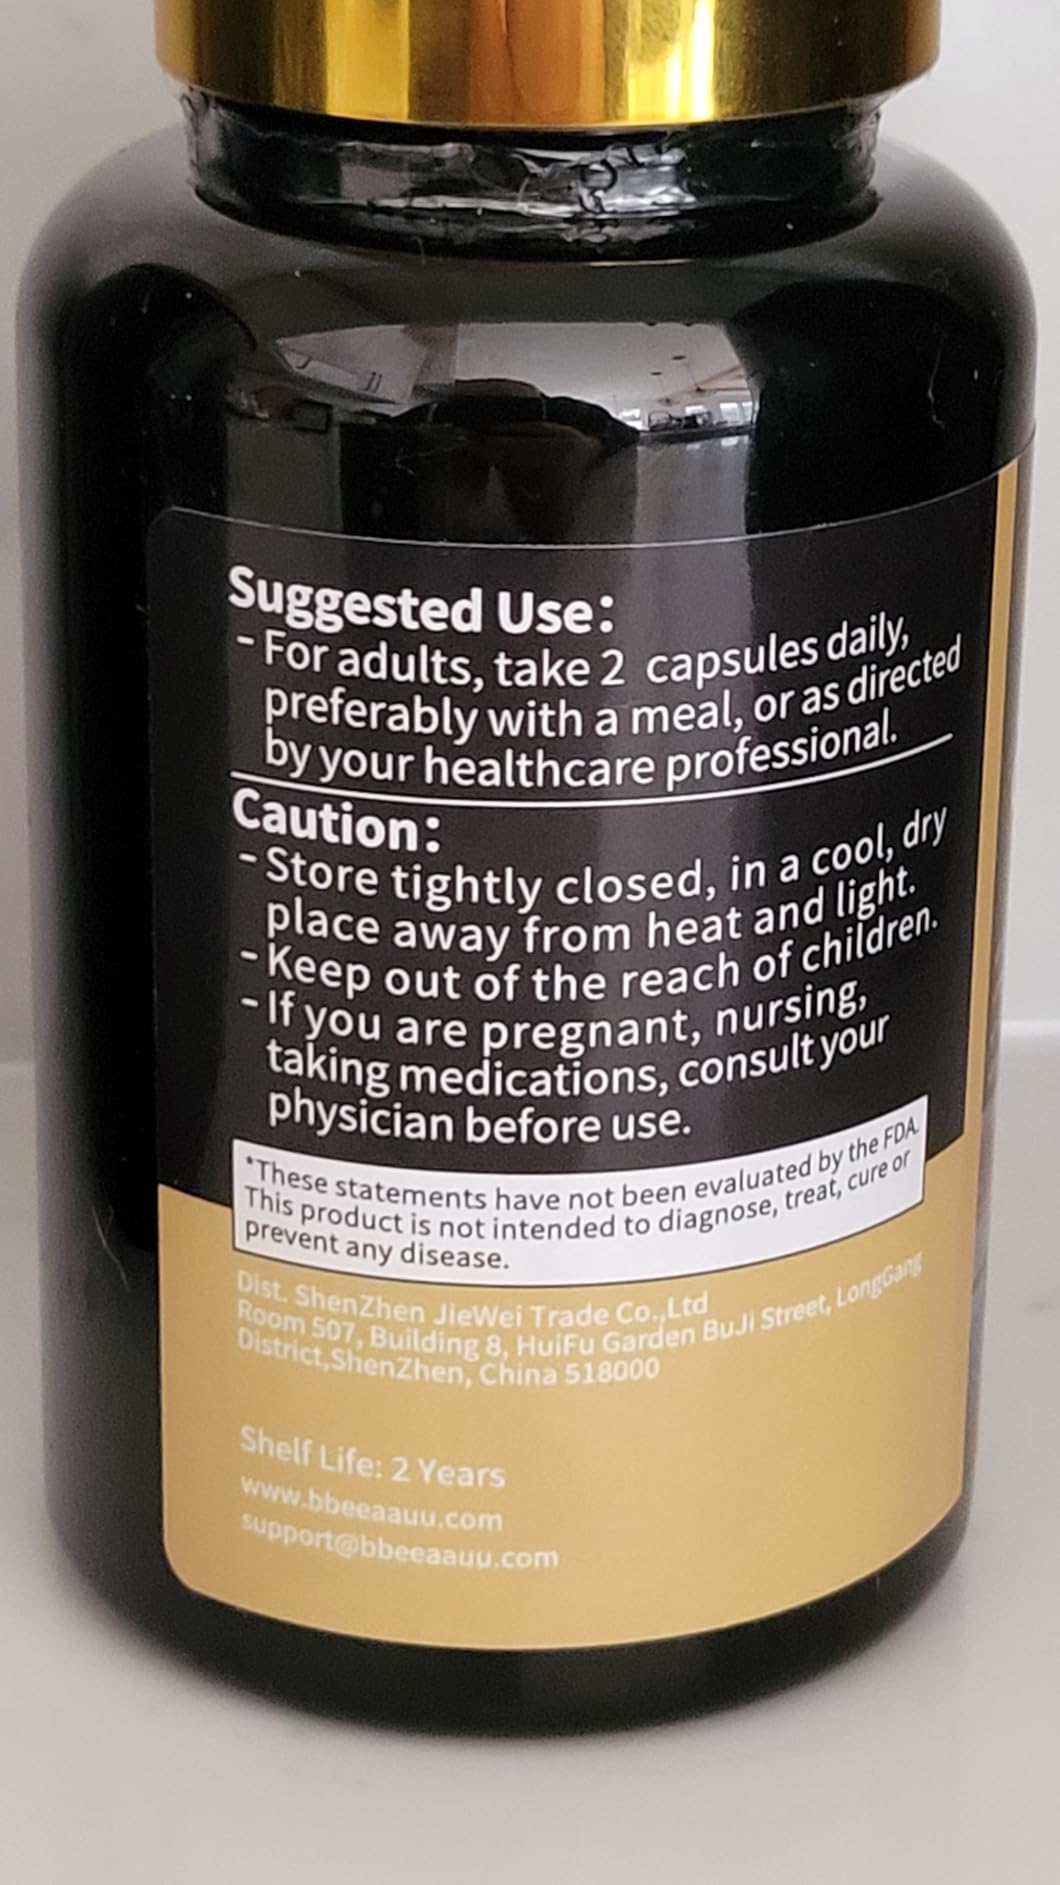 Suggested Use:
- For adults, take 2 capsules daily,
preferably with a meal, or as directed
by your healthcare professional.
Caution:
- Store tightly closed, in a cool, dry
place away from heat and light.
- Keep out of the reach of children.
- If you are pregnant, nursing,
taking medications, consult your
physician before use.
*These statements have not been evaluated by the FDA.
This product is not intended to diagnose, treat, cure or
prevent any disease.
Dist. ShenZhen JieWei Trade Co.,Ltd
Room 507, Building 8, HuiFu Garden BuJi Street, LongGang
District,ShenZhen, China 518000
Shelf Life: 2 Years
www.bbeeaauu.com
support@bbeeaauu.com